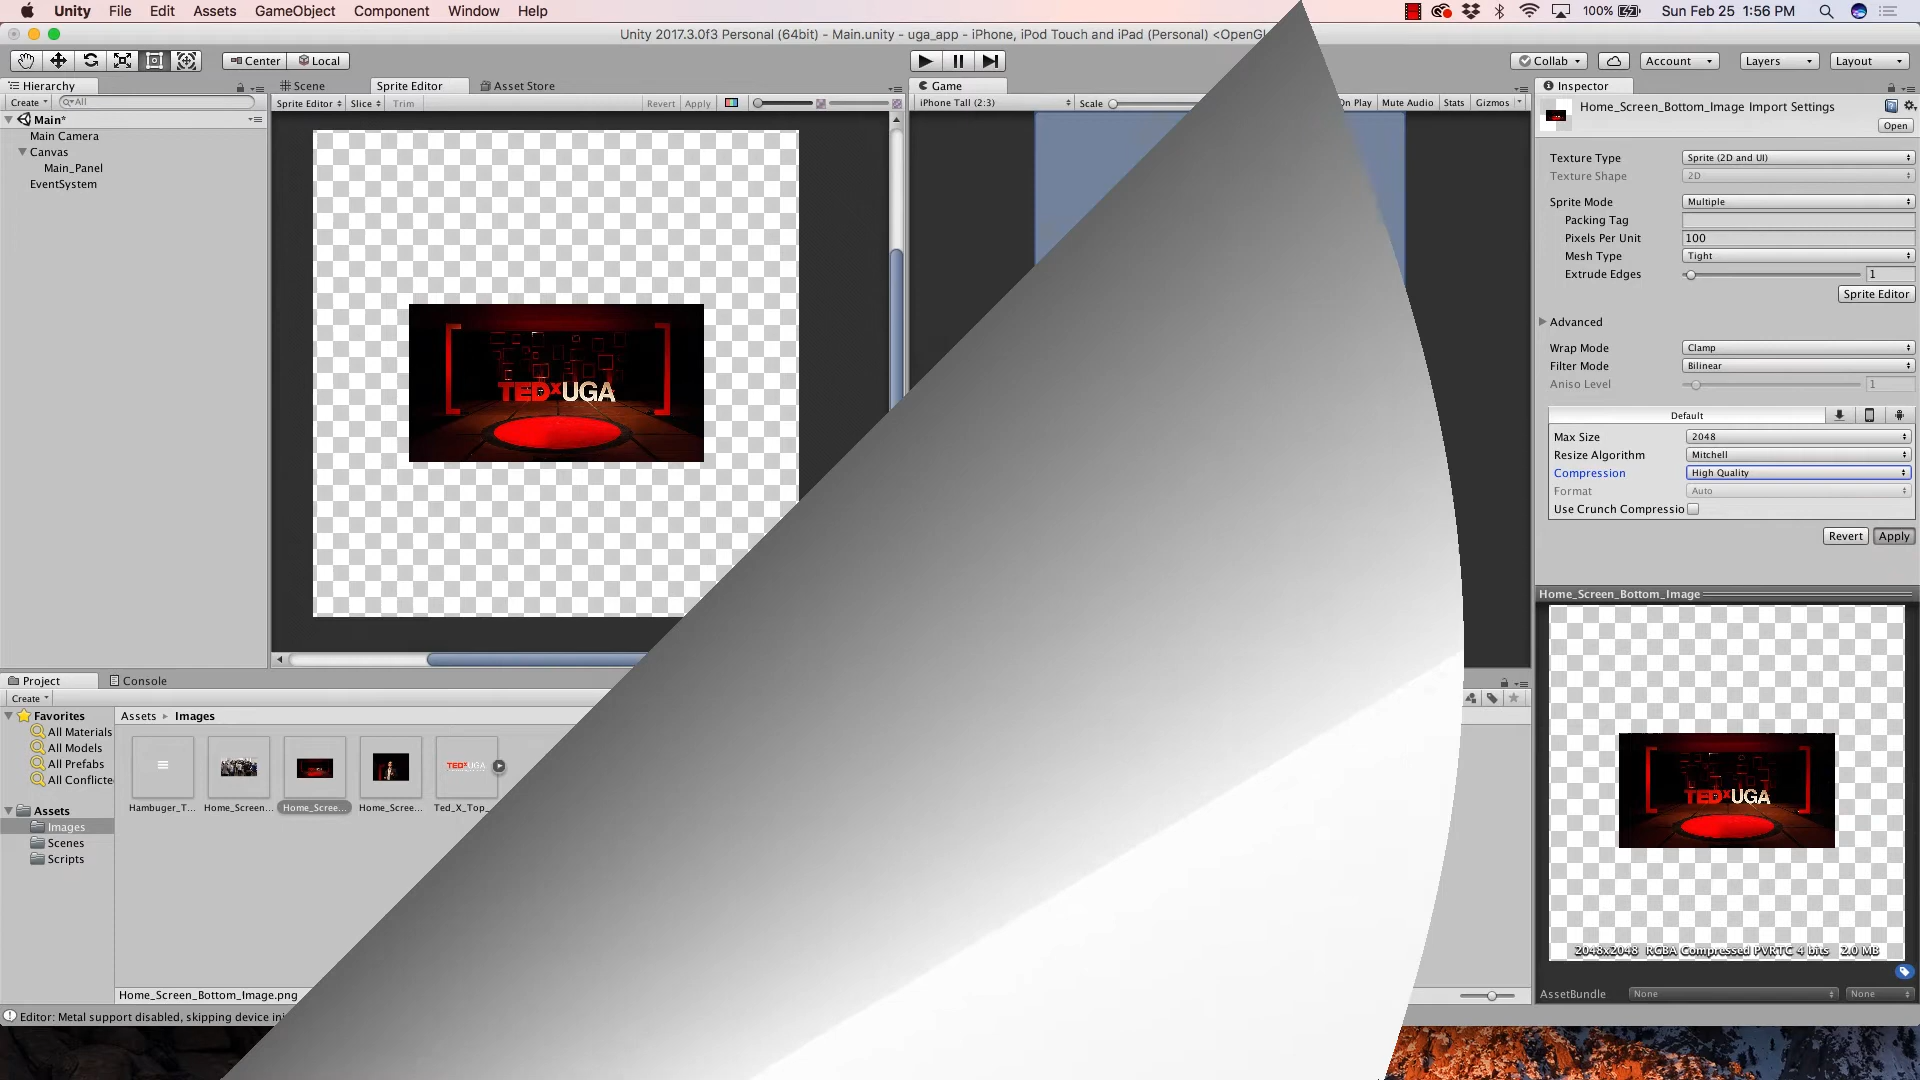 Unity File Edit Assets GameObject Component Window Help 100% Sun Feb 25 1:56 PM
Unity 2017.3.0f3 Personal (64bit) - Main.unity - uga_app - iPhone, iPod Touch and iPad (Personal) <OpenGL
Center Local Collab Account Layers Layout
Hierarchy Scene Sprite Editor Asset Store Game Inspector
Create All Sprite Editor Slice Trim Revert Apply iPhone Tall (2:3) Scale On Play Mute Audio Stats Gizmos
Home_Screen_Bottom_Image Import Settings
Open
Main*
Main Camera
Canvas
Main_Panel
EventSystem
TEDxUGA
Texture Type Sprite (2D and UI)
Texture Shape 2D
Sprite Mode Multiple
Packing Tag
Pixels Per Unit 100
Mesh Type Tight
Extrude Edges 1
Sprite Editor
Advanced
Wrap Mode Clamp
Filter Mode Bilinear
Aniso Level 1
Default
Max Size 2048
Resize Algorithm Mitchell
Compression High Quality
Format Auto
Use Crunch Compressio
Revert Apply
Home_Screen_Bottom_Image
TEDxUGA
2048x2048 RGBA Compressed PVRTC 4 bits 2.0 MB
AssetBundle None None
Project Console
Create
Favorites
All Materials
All Models
All Prefabs
All Conflicte
Assets
Images
Scenes
Scripts
Assets Images
TEDxUGA
Hambuger_T... Home_Screen... Home_Scree... Home_Scree... Ted_X_Top_
Home_Screen_Bottom_Image.png
Editor: Metal support disabled, skipping device ini